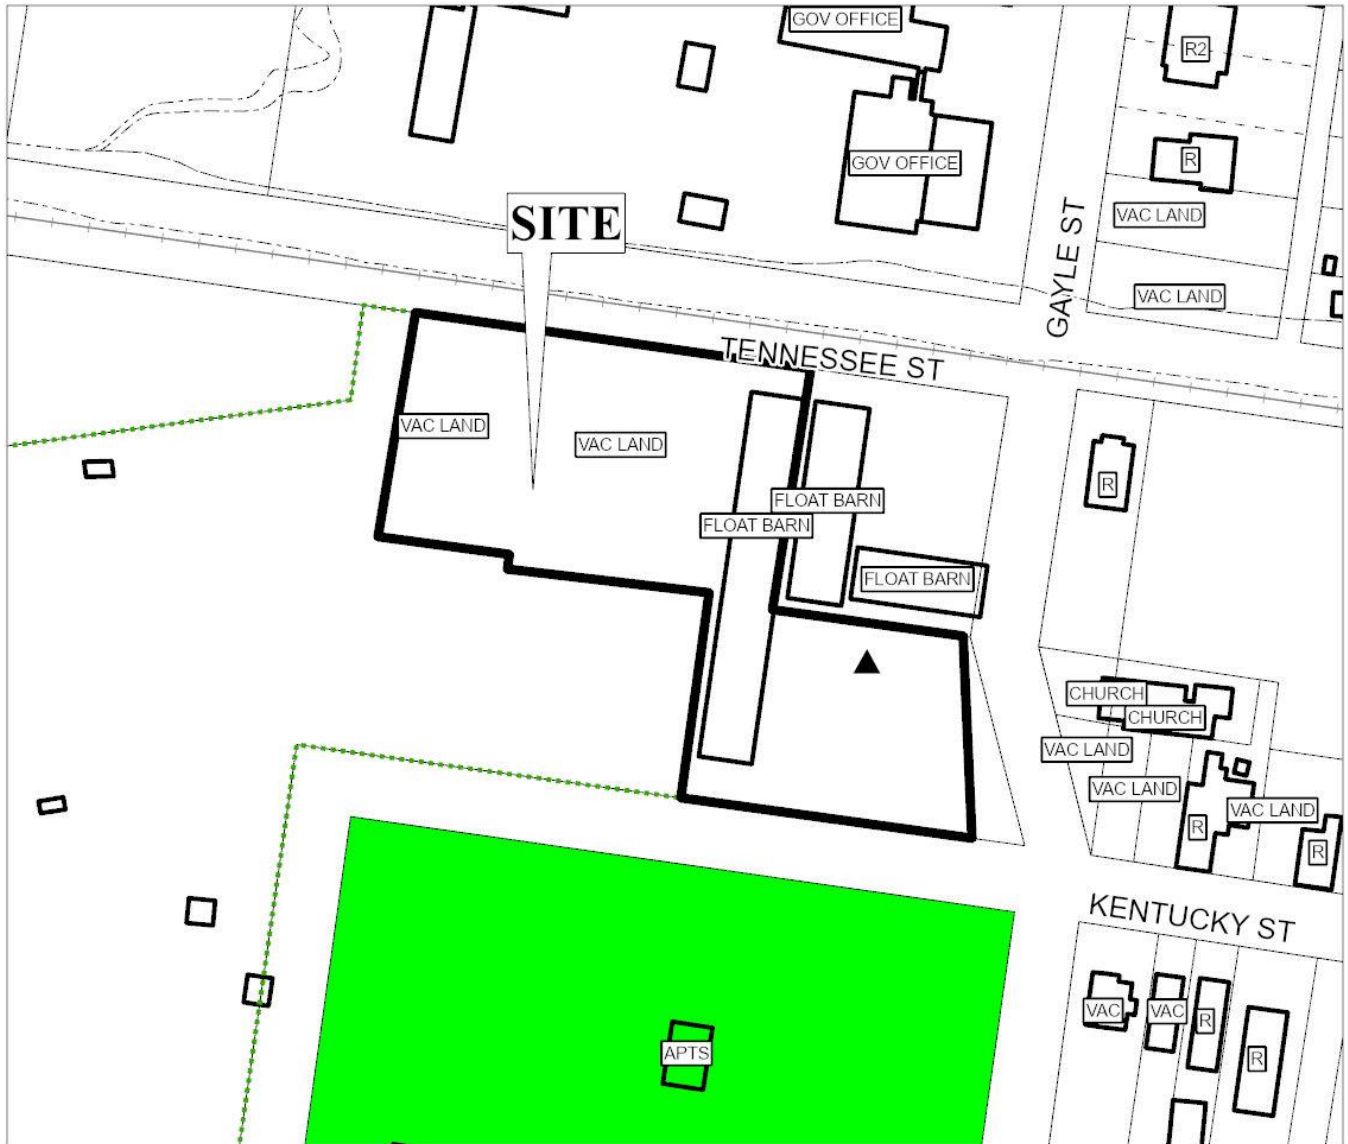 GOV OFFICE
R2
GOV OFFICE
R
VAC LAND
SITE
GAYLE ST
VAC LAND
TENNESSEE ST
VAC LAND
VAC LAND
R
FLOAT BARN
FLOAT BARN
FLOAT BARN
CHURCH
CHURCH
VAC LAND
VAC LAND
VAC LAND
R
R
KENTUCKY ST
VAC
VAC
R
APTS
R